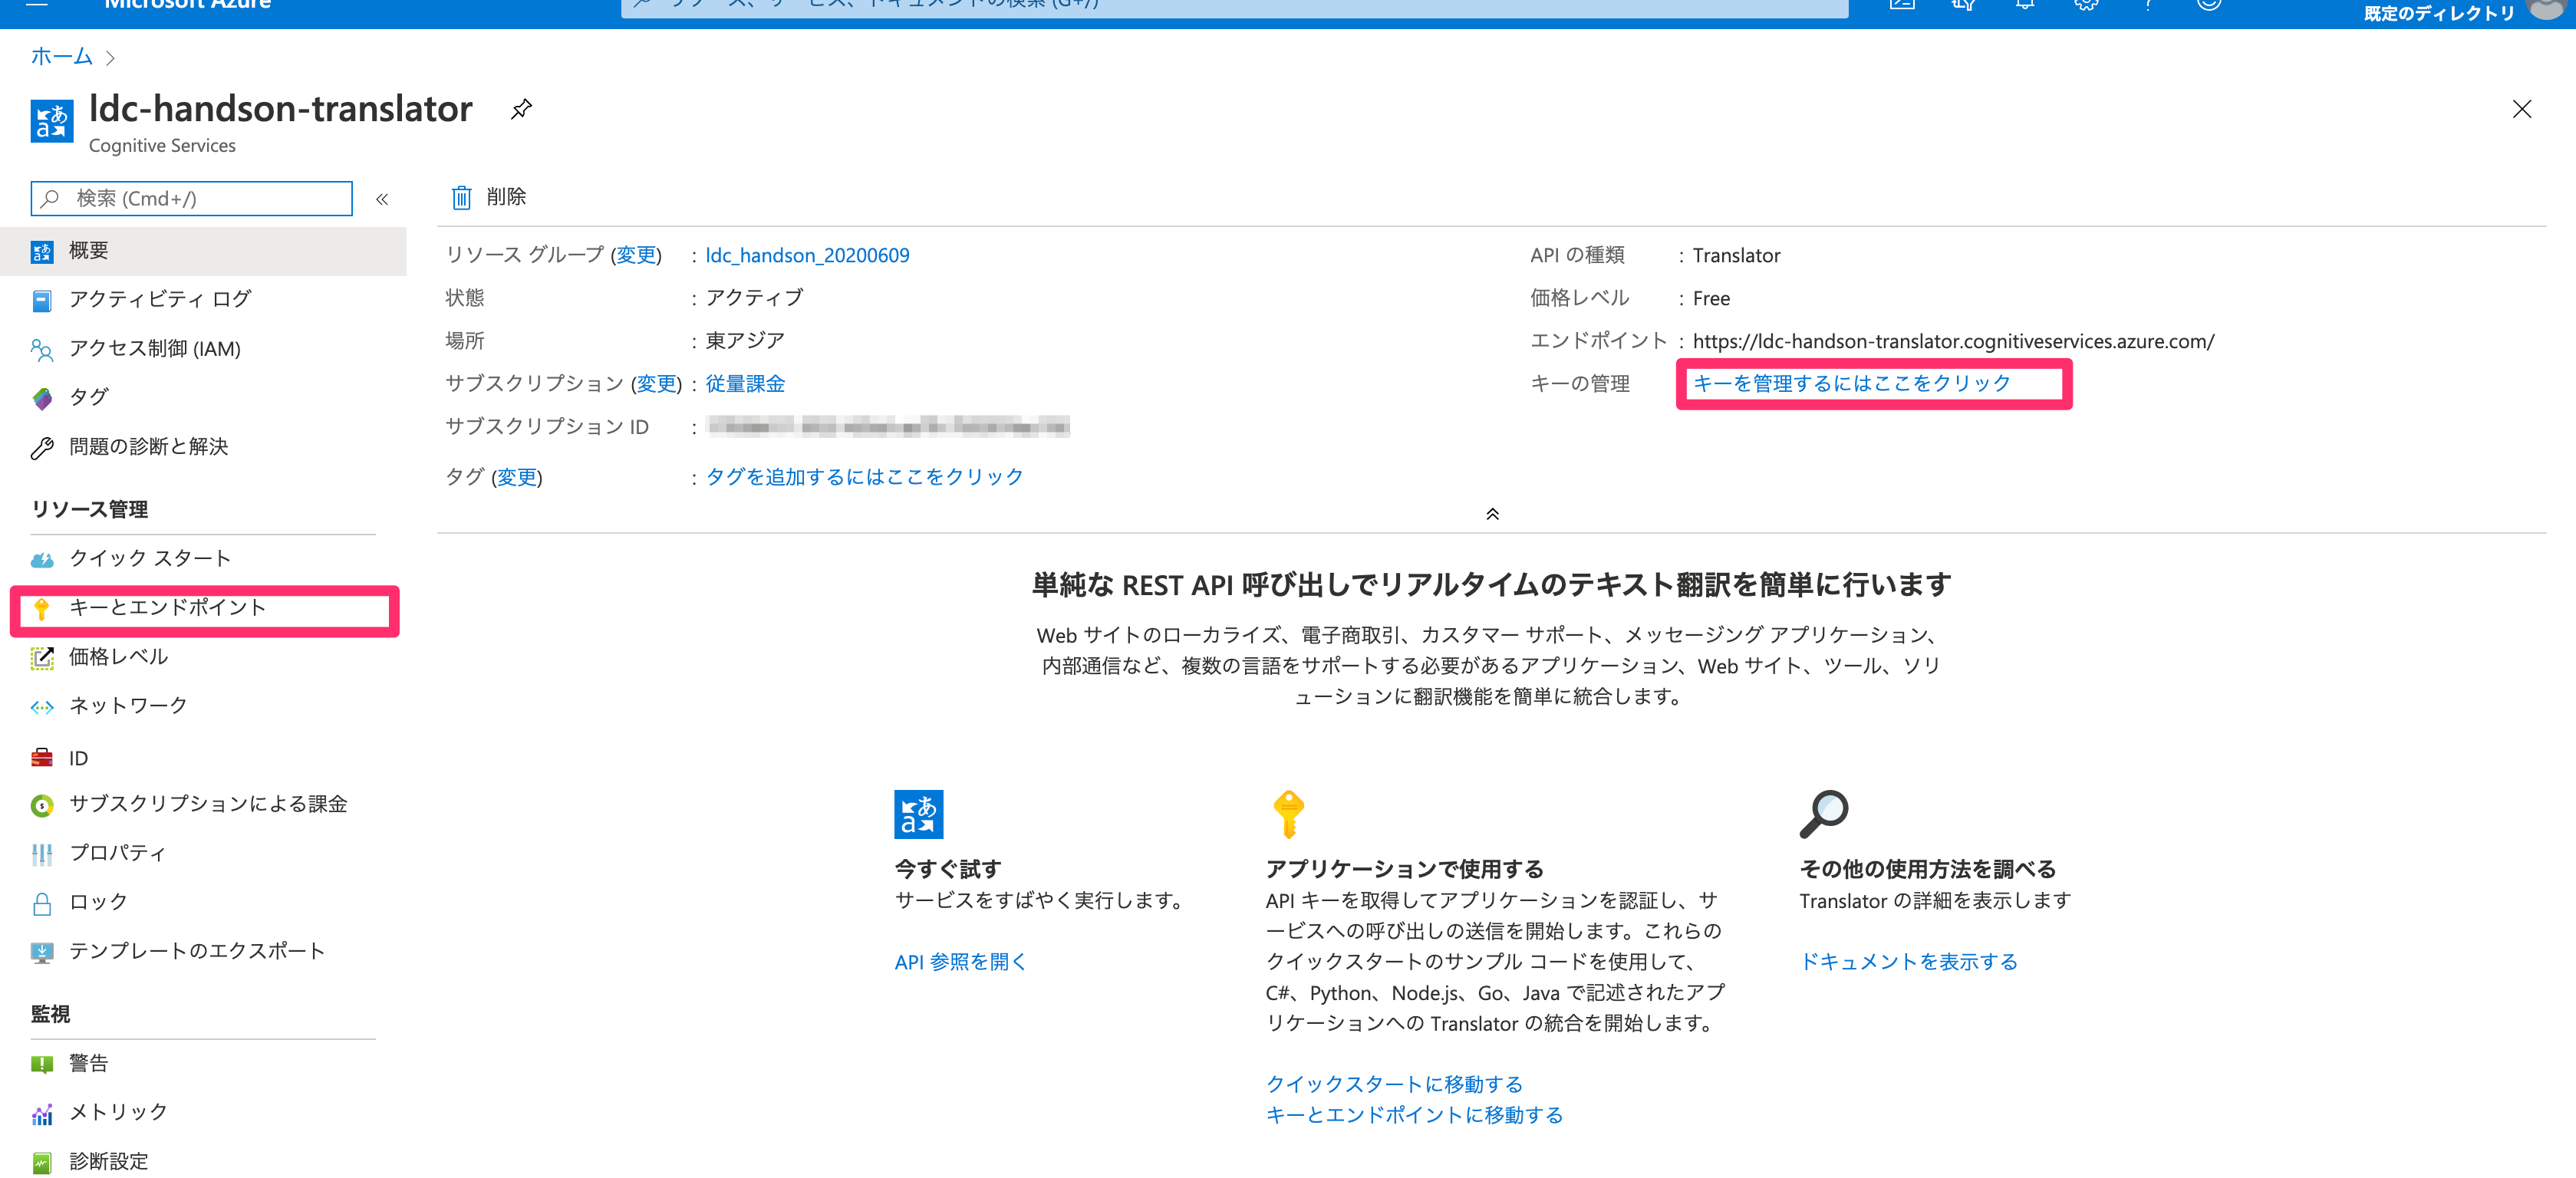 Microsoft Azure
リソース、サービス、ドキュメントの検索 (G+/)
既定のディレクトリ
ホーム
ldc-handson-translator
Cognitive Services
検索 (Cmd+/)
概要
アクティビティ ログ
アクセス制御 (IAM)
タグ
問題の診断と解決
リソース管理
クイック スタート
キーとエンドポイント
価格レベル
ネットワーク
ID
サブスクリプションによる課金
プロパティ
ロック
テンプレートのエクスポート
監視
警告
メトリック
診断設定
削除
リソース グループ (変更) : ldc_handson_20200609
状態 : アクティブ
場所 : 東アジア
サブスクリプション (変更) : 従量課金
サブスクリプション ID :
タグ (変更) : タグを追加するにはここをクリック
API の種類 : Translator
価格レベル : Free
エンドポイント : https://ldc-handson-translator.cognitiveservices.azure.com/
キーの管理 キーを管理するにはここをクリック
単純な REST API 呼び出しでリアルタイムのテキスト翻訳を簡単に行います
Web サイトのローカライズ、電子商取引、カスタマー サポート、メッセージング アプリケーション、
内部通信など、複数の言語をサポートする必要があるアプリケーション、Web サイト、ツール、ソリ
ューションに翻訳機能を簡単に統合します。
今すぐ試す
サービスをすばやく実行します。
API 参照を開く
アプリケーションで使用する
API キーを取得してアプリケーションを認証し、サ
ービスへの呼び出しの送信を開始します。これらの
クイックスタートのサンプル コードを使用して、
C#、Python、Node.js、Go、Java で記述されたアプ
リケーションへの Translator の統合を開始します。
クイックスタートに移動する
キーとエンドポイントに移動する
その他の使用方法を調べる
Translator の詳細を表示します
ドキュメントを表示する